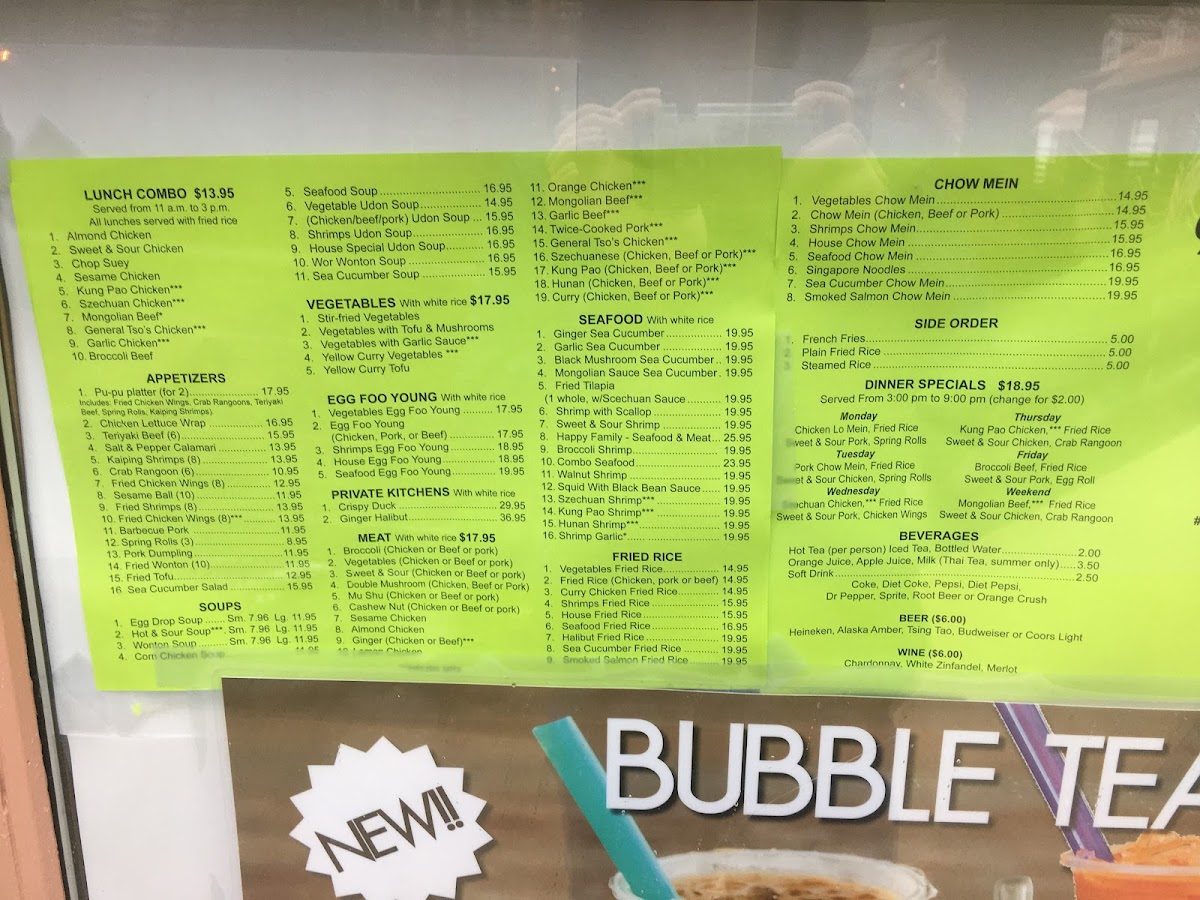 LUNCH COMBO $13.95
Served from 11 a.m. to 3 p.m.
All lunches served with fried rice
1. Almond Chicken
2. Sweet & Sour Chicken
3. Chop Suey
4. Sesame Chicken
5. Kung Pao Chicken***
6. Szechuan Chicken***
7. Mongolian Beef*
8. General Tso's Chicken***
9. Garlic Chicken***
10. Broccoli Beef
APPETIZERS
1. Pu-pu platter (for 2)........ 17.95
Includes: Fried Chicken Wings, Crab Rangoons, Teriyaki
Beef, Spring Rolls, Kaiping Shrimps).
2. Chicken Lettuce Wrap ........ 16.95
3. Teriyaki Beef (6) ........ 15.95
4. Salt & Pepper Calamari ........ 13.95
5. Kaiping Shrimps (8) ........ 13.95
6. Crab Rangoon (6) ........ 10.95
7. Fried Chicken Wings (8) ........ 12.95
8. Sesame Ball (10) ........ 11.95
9. Fried Shrimps (8) ........ 13.95
10. Fried Chicken Wings (8)*** ........ 13.95
11. Barbecue Pork ........ 11.95
12. Spring Rolls (3) ........ 8.95
13. Pork Dumpling ........ 11.95
14. Fried Wonton (10) ........ 11.95
15. Fried Tofu ........ 12.95
16 Sea Cucumber Salad ........ 15.95
SOUPS
1. Egg Drop Soup ........ Sm. 7.96 Lg. 11.95
2. Hot & Sour Soup***. Sm. 7.96 Lg. 11.95
3. Wonton Soup ........ Sm. 7.96 Lg. 11.95
4. Corn Chicken Soup ........ 11.95
5. Seafood Soup ........ 16.95
6. Vegetable Udon Soup ........ 14.95
7. (Chicken/beef/pork) Udon Soup ... 15.95
8. Shrimps Udon Soup ........ 16.95
9. House Special Udon Soup ........ 16.95
10. Wor Wonton Soup ........ 16.95
11. Sea Cucumber Soup ........ 15.95
VEGETABLES With white rice $17.95
1. Stir-fried Vegetables
2. Vegetables with Tofu & Mushrooms
3. Vegetables with Garlic Sauce***
4. Yellow Curry Vegetables ***
5. Yellow Curry Tofu
EGG FOO YOUNG With white rice
1. Vegetables Egg Foo Young ........ 17.95
2. Egg Foo Young
(Chicken, Pork, or Beef) ........ 17.95
3. Shrimps Egg Foo Young ........ 18.95
4. House Egg Foo Young ........ 18.95
5. Seafood Egg Foo Young ........ 19.95
PRIVATE KITCHENS With white rice
1. Crispy Duck ........ 29.95
2. Ginger Halibut ........ 36.95
MEAT With white rice $17.95
1. Broccoli (Chicken or Beef or pork)
2. Vegetables (Chicken or Beef or pork)
3. Sweet & Sour (Chicken or Beef or pork)
4. Double Mushroom (Chicken, Beef or Pork)
5. Mu Shu (Chicken or Beef or pork)
6. Cashew Nut (Chicken or Beef or pork)
7. Sesame Chicken
8. Almond Chicken
9. Ginger (Chicken or Beef)***
10. Lemon Chicken
11. Orange Chicken***
12. Mongolian Beef***
13. Garlic Beef***
14. Twice-Cooked Pork***
15. General Tso's Chicken***
16. Szechuanese (Chicken, Beef or Pork)***
17. Kung Pao (Chicken, Beef or Pork)***
18. Hunan (Chicken, Beef or Pork)***
19. Curry (Chicken, Beef or Pork)***
SEAFOOD With white rice
1. Ginger Sea Cucumber ........ 19.95
2. Garlic Sea Cucumber ........ 19.95
3. Black Mushroom Sea Cucumber .. 19.95
4. Mongolian Sauce Sea Cucumber . 19.95
5. Fried Tilapia
(1 whole, w/Scechuan Sauce ........ 19.95
6. Shrimp with Scallop ........ 19.95
7. Sweet & Sour Shrimp ........ 19.95
8. Happy Family - Seafood & Meat... 25.95
9. Broccoli Shrimp ........ 19.95
10. Combo Seafood ........ 23.95
11. Walnut Shrimp ........ 19.95
12. Squid With Black Bean Sauce ...... 19.95
13. Szechuan Shrimp*** ........ 19.95
14. Kung Pao Shrimp*** ........ 19.95
15. Hunan Shrimp*** ........ 19.95
16. Shrimp Garlic* ........ 19.95
FRIED RICE
1. Vegetables Fried Rice ........ 14.95
2. Fried Rice (Chicken, pork or beef) 14.95
3. Curry Chicken Fried Rice ........ 14.95
4. Shrimps Fried Rice ........ 15.95
5. House Fried Rice ........ 15.95
6. Seafood Fried Rice ........ 16.95
7. Halibut Fried Rice ........ 19.95
8. Sea Cucumber Fried Rice ........ 19.95
9. Smoked Salmon Fried Rice 19.95
CHOW MEIN
1. Vegetables Chow Mein ........ 14.95
2. Chow Mein (Chicken, Beef or Pork) ........ 14.95
3. Shrimps Chow Mein ........ 15.95
4. House Chow Mein ........ 15.95
5. Seafood Chow Mein ........ 16.95
6. Singapore Noodles ........ 16.95
7. Sea Cucumber Chow Mein ........ 19.95
8. Smoked Salmon Chow Mein ........ 19.95
SIDE ORDER
1. French Fries ........ 5.00
2 Plain Fried Rice ........ 5.00
3 Steamed Rice ........ 5.00
DINNER SPECIALS $18.95
Served From 3:00 pm to 9:00 pm (change for $2.00)
Monday
Chicken Lo Mein, Fried Rice
Sweet & Sour Pork, Spring Rolls
Tuesday
Pork Chow Mein, Fried Rice
Sweet & Sour Chicken, Spring Rolls
Wednesday
Szechuan Chicken,*** Fried Rice
Sweet & Sour Pork, Chicken Wings
Thursday
Kung Pao Chicken,*** Fried Rice
Sweet & Sour Chicken, Crab Rangoon
Friday
Broccoli Beef, Fried Rice
Sweet & Sour Pork, Egg Roll
Weekend
Mongolian Beef,*** Fried Rice
Sweet & Sour Chicken, Crab Rangoon
BEVERAGES
Hot Tea (per person) Iced Tea, Bottled Water ........ 2.00
Orange Juice, Apple Juice, Milk (Thai Tea, summer only) ..... 3.50
Soft Drink ........ 2.50
Coke, Diet Coke, Pepsi, Diet Pepsi,
Dr Pepper, Sprite, Root Beer or Orange Crush
BEER ($6.00)
Heineken, Alaska Amber, Tsing Tao, Budweiser or Coors Light
WINE ($6.00)
Chardonnay, White Zinfandel, Merlot
NEW!!
BUBBLE TEA